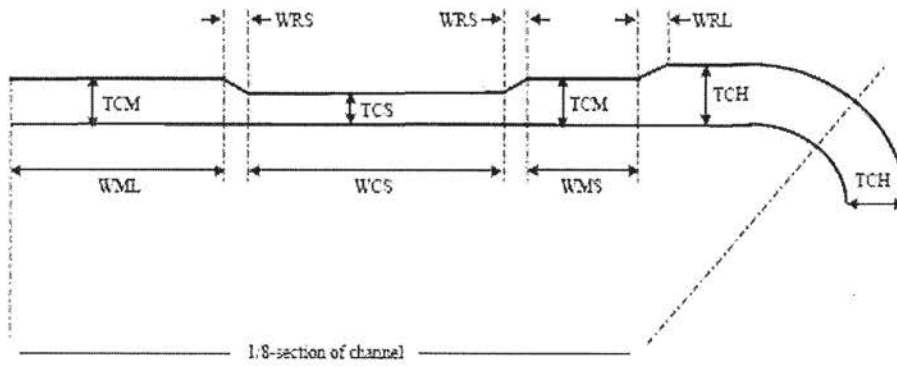 WRS
WRS
WRL
TCM
TCS
TCM
TCH
WML
WCS
WMS
TCH
1/8-section of channel